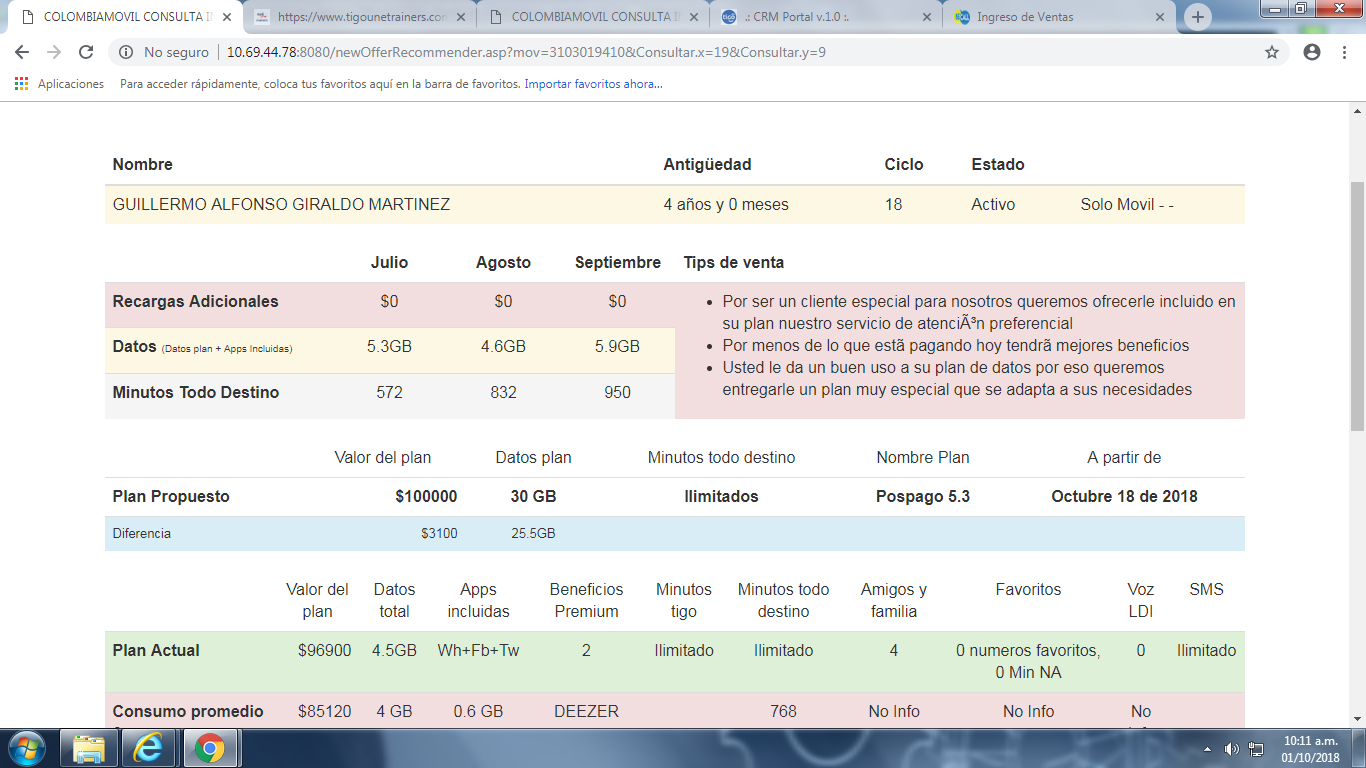 COLOMBIAMOVIL CONSULTA IN
https://www.tigounetrainers.com
COLOMBIAMOVIL CONSULTA IN
.: CRM Portal v.1.0 :.
Ingreso de Ventas
No seguro
10.69.44.78:8080/newOfferRecommender.asp?mov=3103019410&Consultar.x=19&Consultar.y=9
Aplicaciones Para acceder rápidamente, coloca tus favoritos aquí en la barra de favoritos. Importar favoritos ahora...
Nombre Antigüedad Ciclo Estado
GUILLERMO ALFONSO GIRALDO MARTINEZ 4 años y 0 meses 18 Activo Solo Movil - -
Julio Agosto Septiembre Tips de venta
Recargas Adicionales $0 $0 $0
Datos (Datos plan + Apps Incluidas) 5.3GB 4.6GB 5.9GB
Minutos Todo Destino 572 832 950
• Por ser un cliente especial para nosotros queremos ofrecerle incluido en
su plan nuestro servicio de atenciÃ³n preferencial
• Por menos de lo que estã pagando hoy tendrã mejores beneficios
• Usted le da un buen uso a su plan de datos por eso queremos
entregarle un plan muy especial que se adapta a sus necesidades
Valor del plan Datos plan Minutos todo destino Nombre Plan A partir de
Plan Propuesto $100000 30 GB Ilimitados Pospago 5.3 Octubre 18 de 2018
Diferencia $3100 25.5GB
Valor del Datos Apps Beneficios Minutos Minutos todo Amigos y Favoritos Voz SMS
plan total incluidas Premium tigo destino familia LDI
Plan Actual $96900 4.5GB Wh+Fb+Tw 2 Ilimitado Ilimitado 4 0 numeros favoritos, 0 Ilimitado
0 Min NA
Consumo promedio $85120 4 GB 0.6 GB DEEZER 768 No Info No Info No
10:11 a.m.
01/10/2018